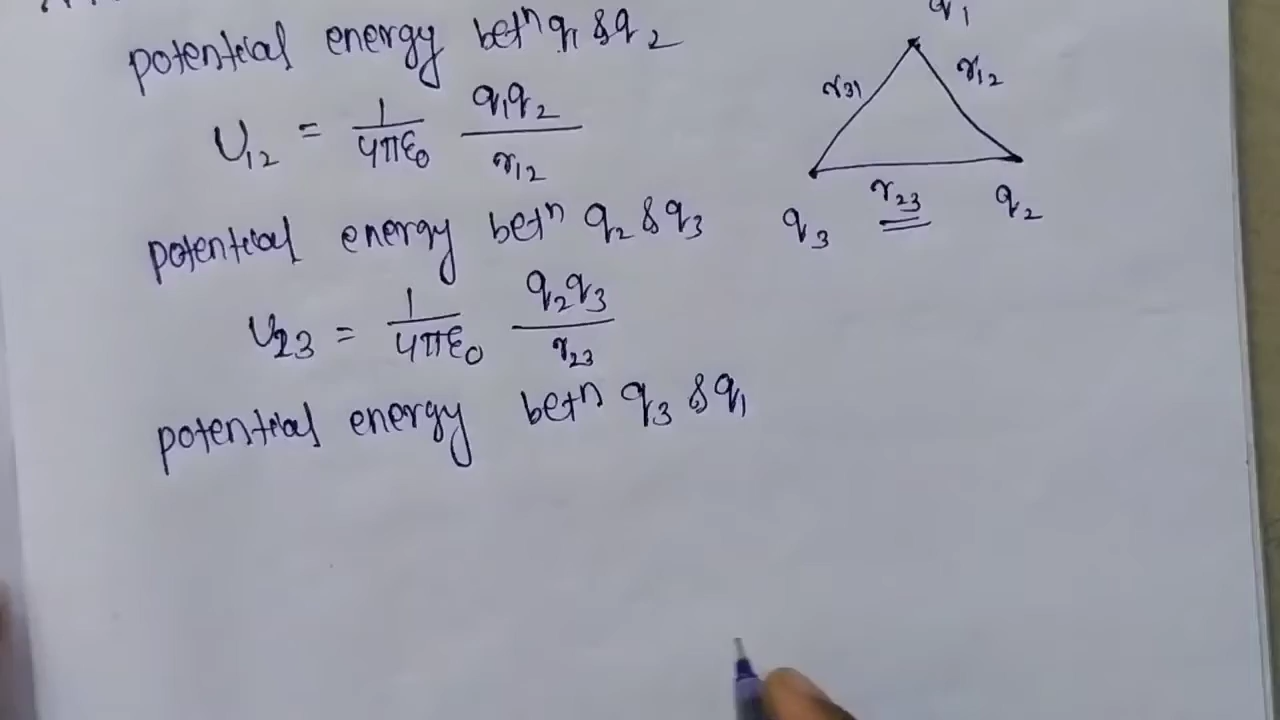 potential energy betⁿ q₁ & q₂
U₁₂ = 1/4πε₀ q₁q₂/r₁₂
potential energy betⁿ q₂ & q₃
U₂₃ = 1/4πε₀ q₂q₃/r₂₃
potential energy betⁿ q₃ & q₁
q₁
r₃₁ r₁₂
q₃ r₂₃ q₂